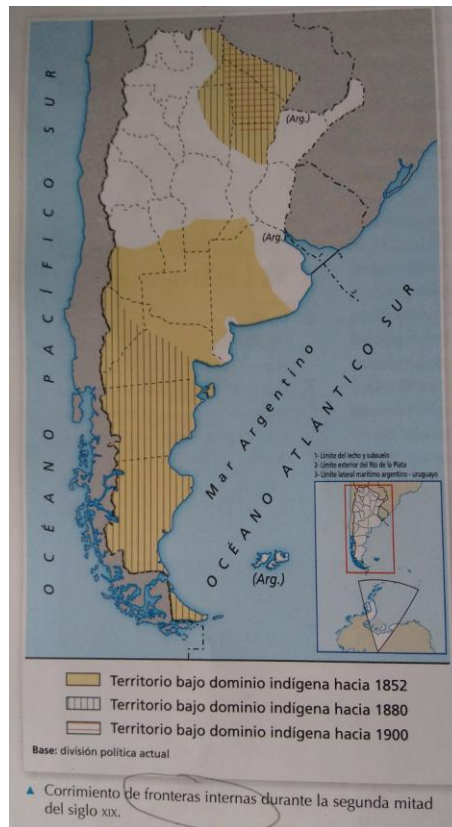 OCÉANO PACÍFICO SUR
(Arg.)
(Arg.)
Mar Argentino
OCÉANO ATLÁNTICO SUR
1- Límite del lecho y subsuelo
2- Límite exterior del Río de la Plata
3- Límite lateral marítimo argentino - uruguayo
(Arg.)
Territorio bajo dominio indígena hacia 1852
Territorio bajo dominio indígena hacia 1880
Territorio bajo dominio indígena hacia 1900
Base: división política actual
▲ Corrimiento de fronteras internas durante la segunda mitad
del siglo XIX.